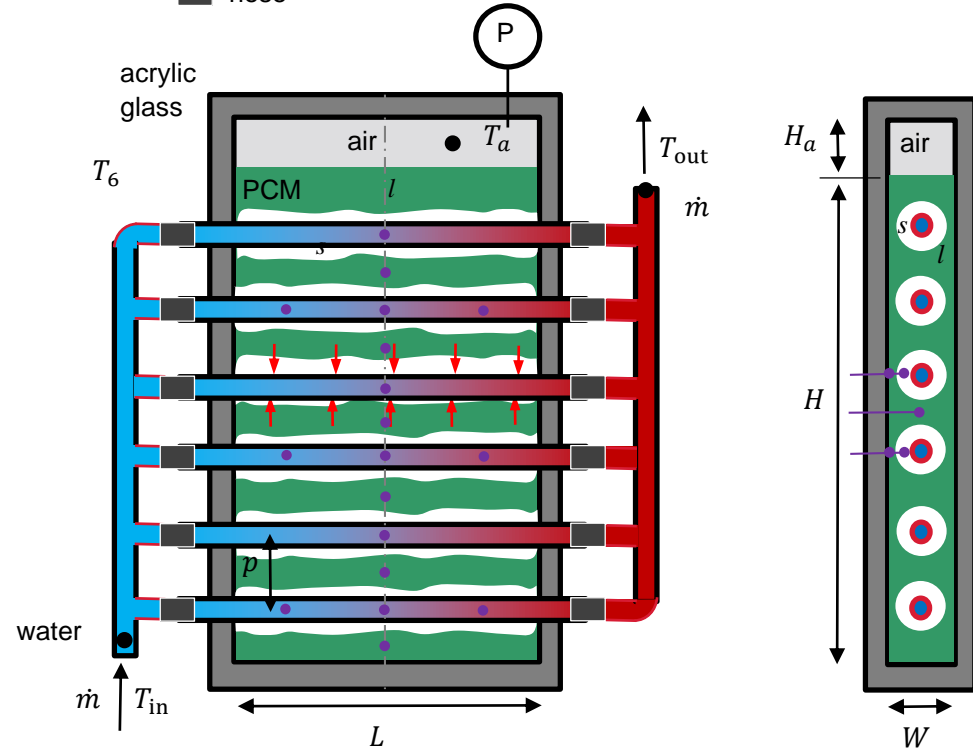 P
acrylic
glass
air
T_a
T_out
ṁ
T_6
PCM
l
s
p
water
ṁ
T_in
L
H_a
air
s
l
H
W